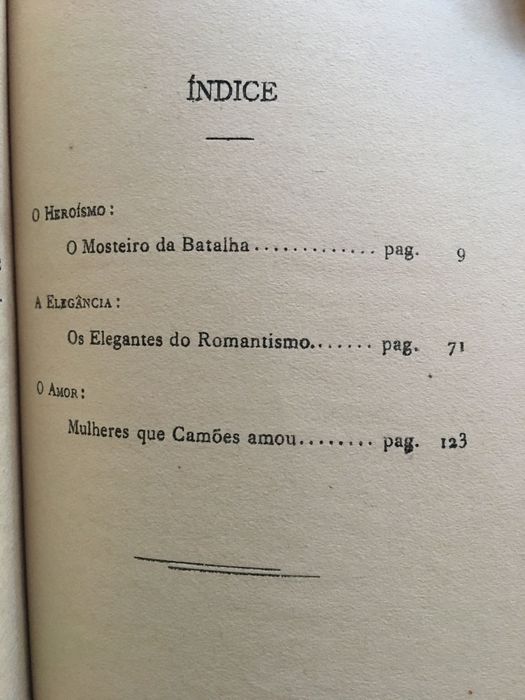 ÍNDICE
O HEROÍSMO:
O Mosteiro da Batalha ............. pag. 9
A ELEGÂNCIA:
Os Elegantes do Romantismo....... pag. 71
O AMOR:
Mulheres que Camões amou........ pag. 123